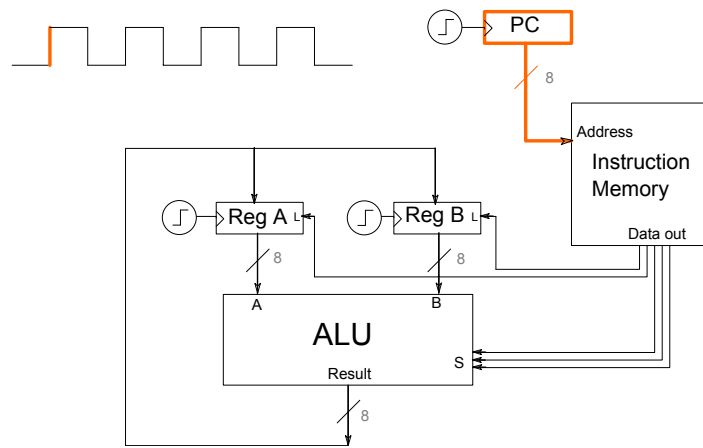 PC
8
Address
Instruction
Memory
Data out
Reg A L
Reg B L
8
8
A
B
ALU
S
Result
8